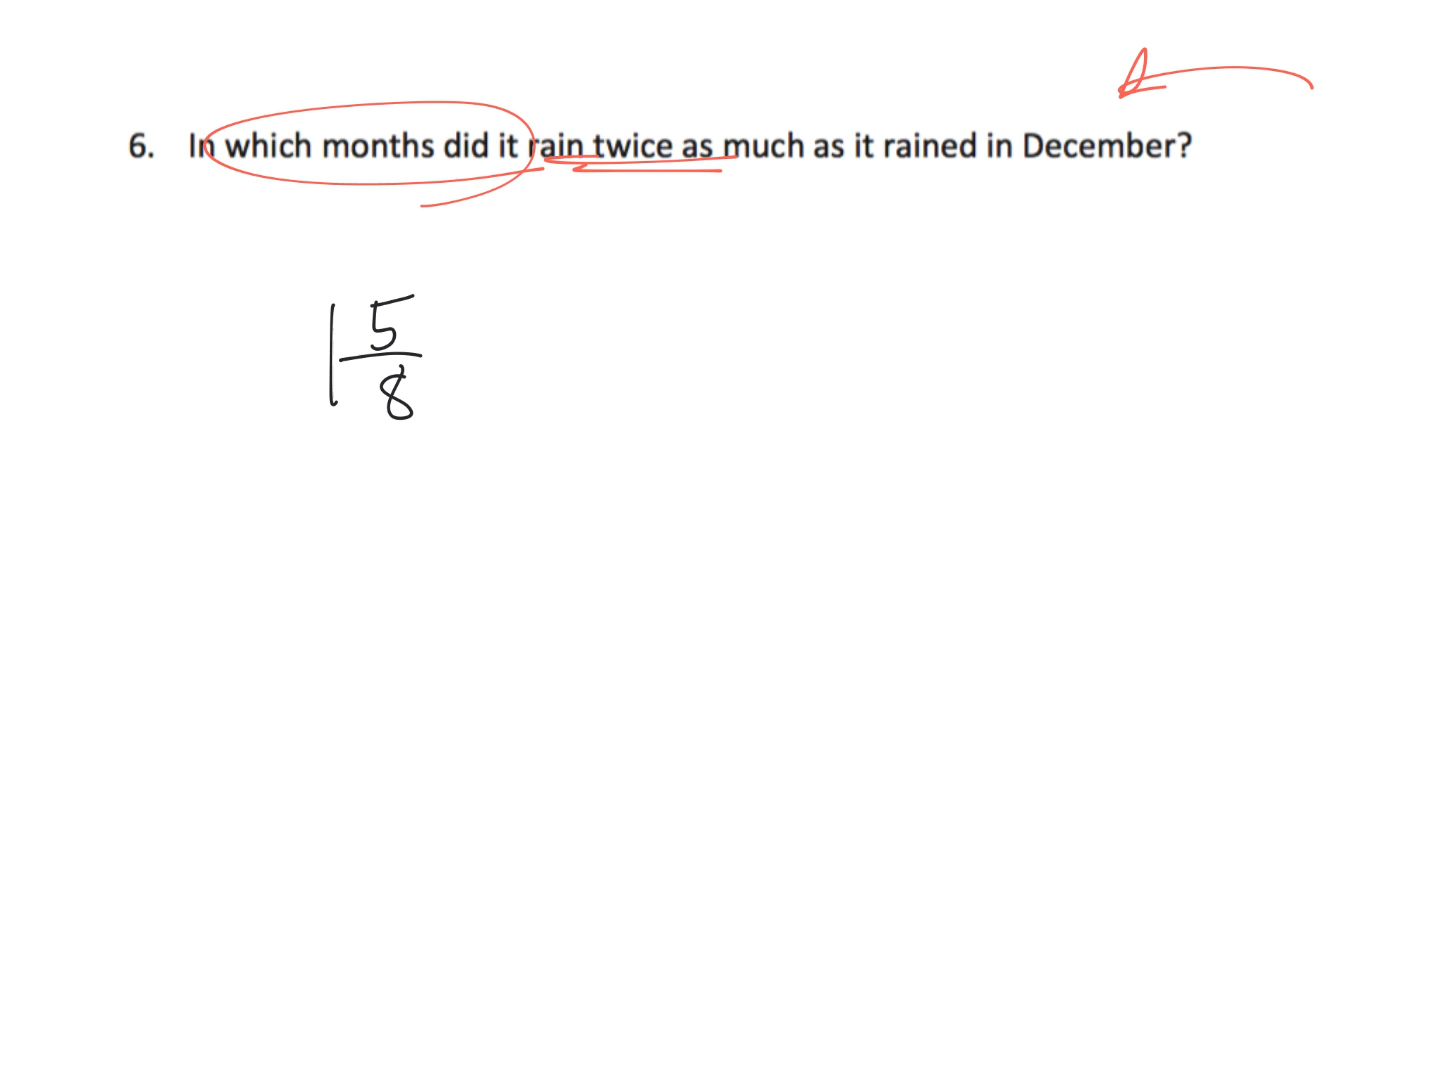 6. In which months did it rain twice as much as it rained in December?
1 5/8